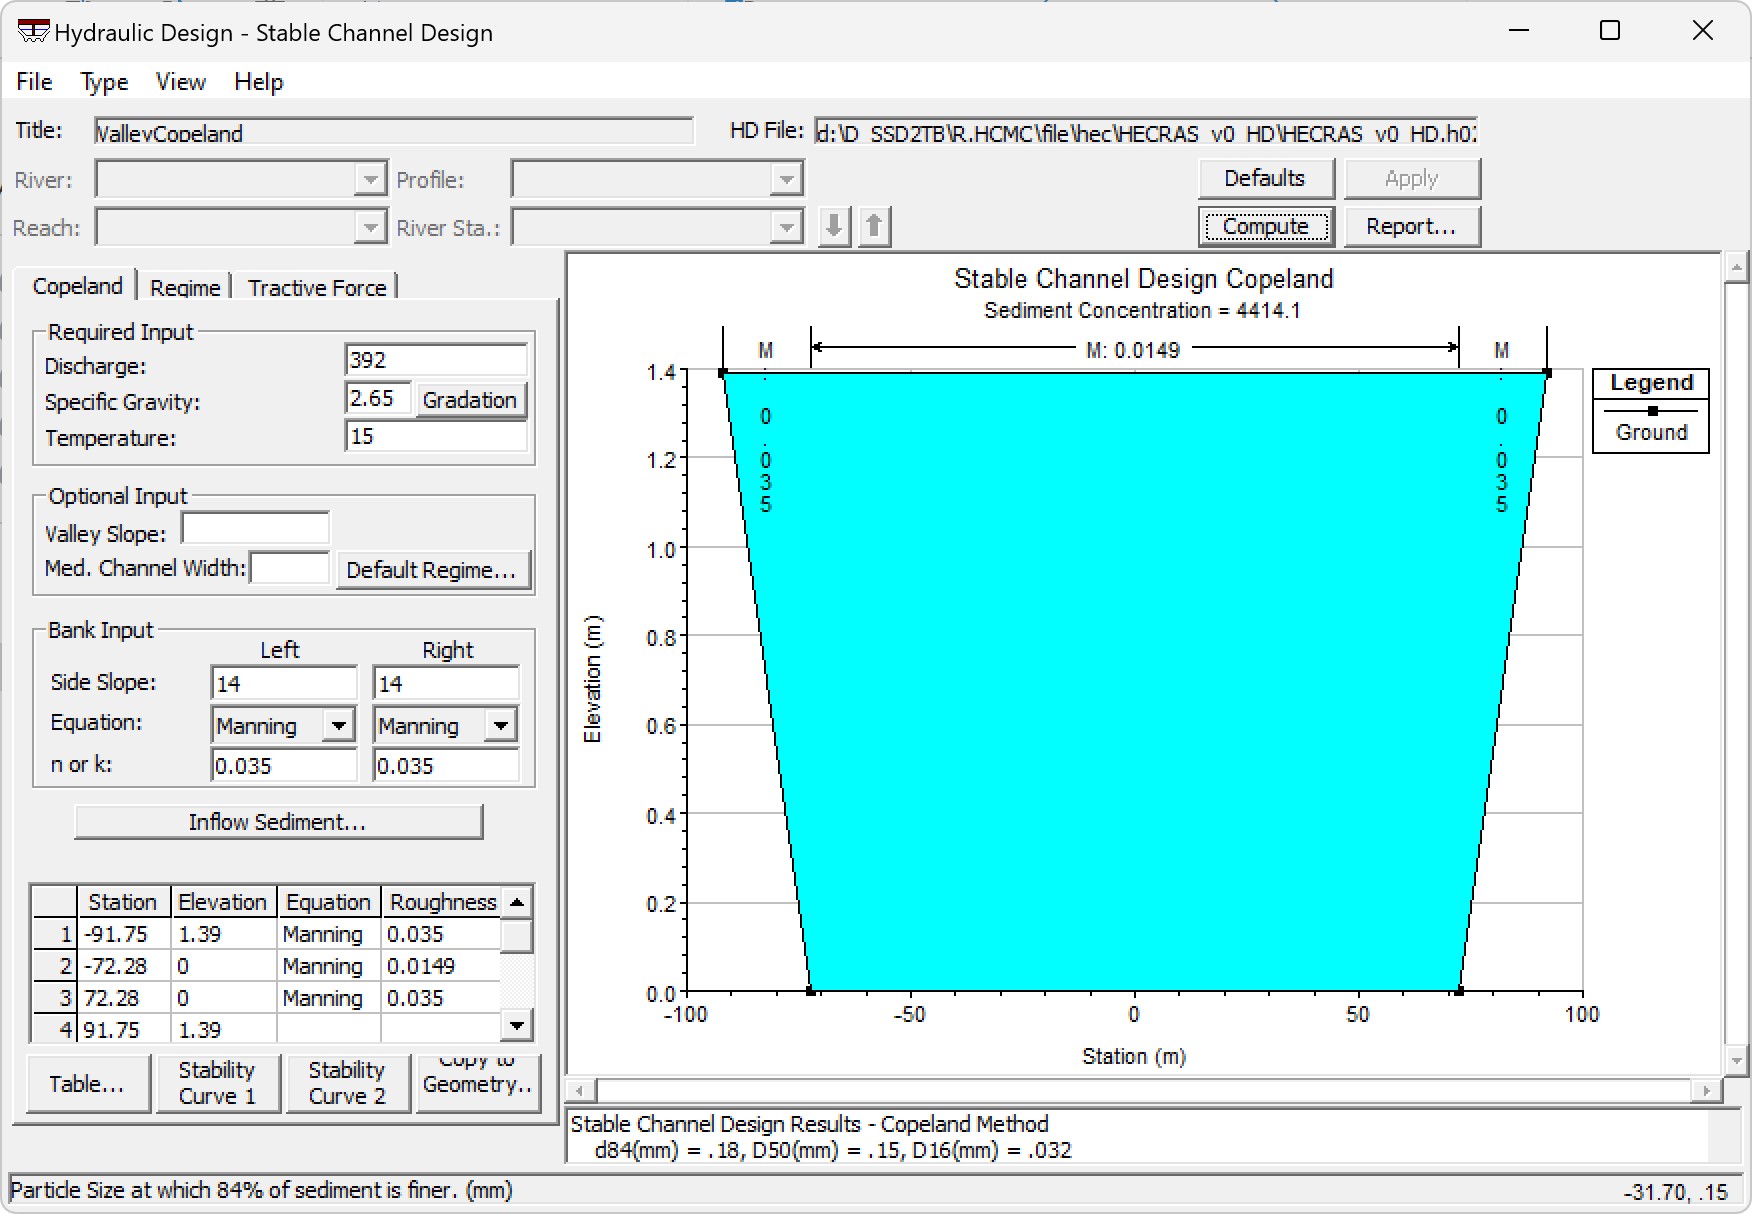 Hydraulic Design - Stable Channel Design
File Type View Help
Title: ValleyCopeland HD File: d:\D_SSD2TB\R.HCMC\file\hec\HECRAS_v0_HD\HECRAS_v0_HD.h02
River: Profile: Defaults Apply
Reach: River Sta.: Compute Report...
Copeland Regime Tractive Force
Required Input
Discharge: 392
Specific Gravity: 2.65 Gradation
Temperature: 15
Optional Input
Valley Slope:
Med. Channel Width: Default Regime...
Bank Input
Left Right
Side Slope: 14 14
Equation: Manning Manning
n or k: 0.035 0.035
Inflow Sediment...
Station Elevation Equation Roughness
1 -91.75 1.39 Manning 0.035
2 -72.28 0 Manning 0.0149
3 72.28 0 Manning 0.035
4 91.75 1.39
Table... Stability Curve 1 Stability Curve 2 Copy to Geometry..
Stable Channel Design Copeland
Sediment Concentration = 4414.1
M: 0.035
M: 0.0149
M: 0.035
Legend
Ground
1.4
1.2
1.0
0.8
0.6
0.4
0.2
0.0
Elevation (m)
-100 -50 0 50 100
Station (m)
Stable Channel Design Results - Copeland Method
d84(mm) = .18, D50(mm) = .15, D16(mm) = .032
Particle Size at which 84% of sediment is finer. (mm)
-31.70, .15